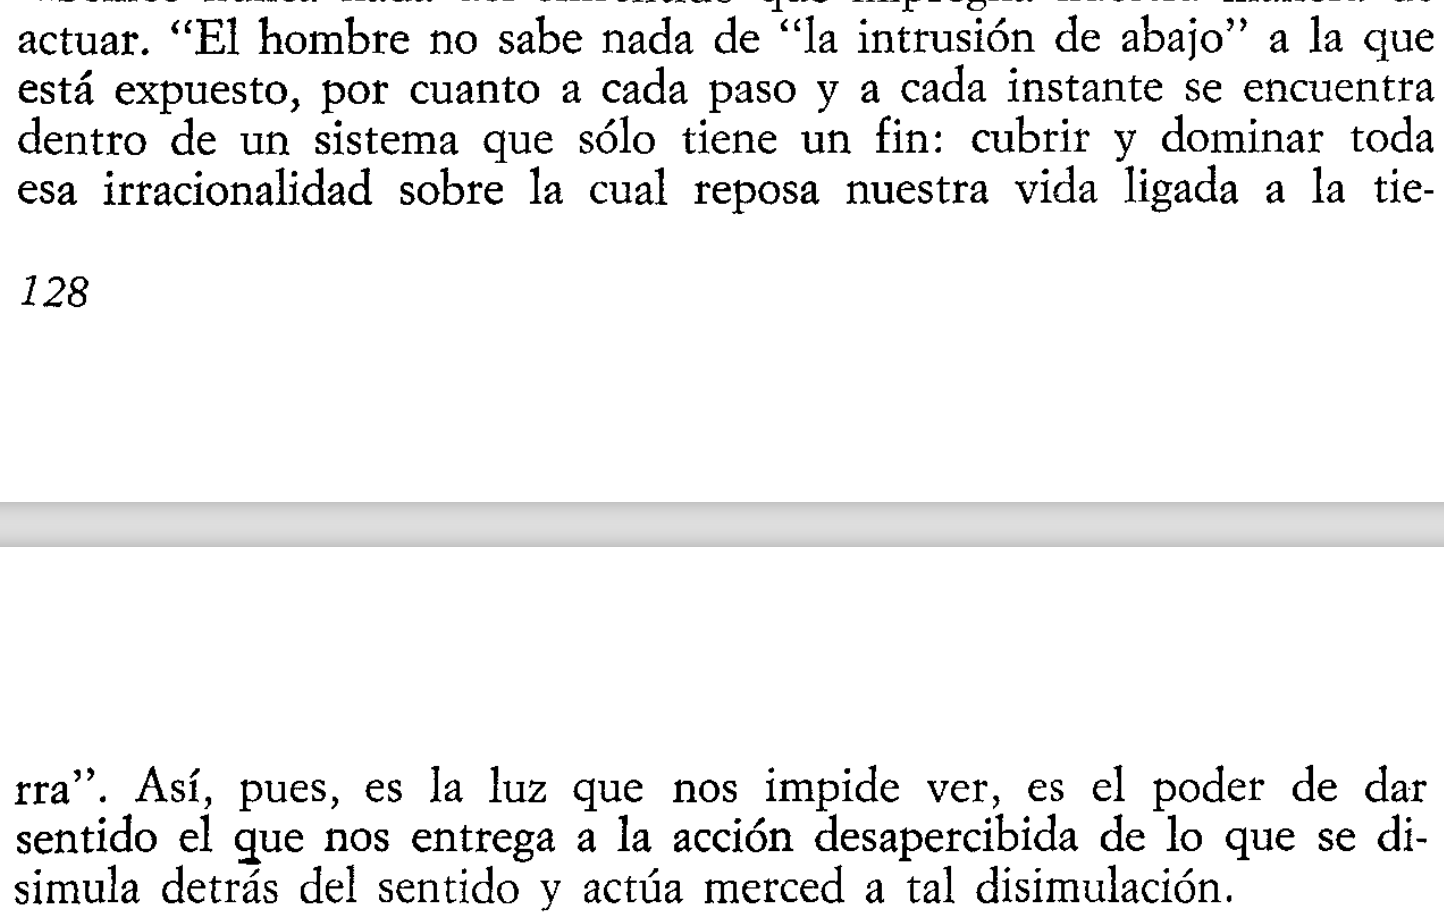 actuar. “El hombre no sabe nada de “la intrusión de abajo” a la que
está expuesto, por cuanto a cada paso y a cada instante se encuentra
dentro de un sistema que sólo tiene un fin: cubrir y dominar toda
esa irracionalidad sobre la cual reposa nuestra vida ligada a la tie-
128
rra”. Así, pues, es la luz que nos impide ver, es el poder de dar
sentido el que nos entrega a la acción desapercibida de lo que se di-
simula detrás del sentido y actúa merced a tal disimulación.